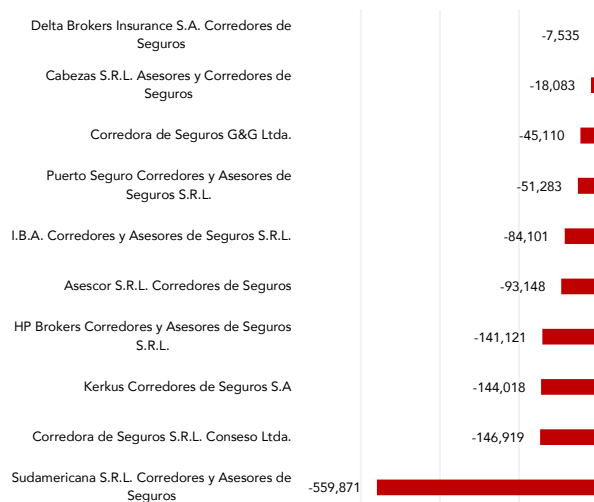 Delta Brokers Insurance S.A. Corredores de
Seguros
-7,535
Cabezas S.R.L. Asesores y Corredores de
Seguros
-18,083
Corredora de Seguros G&G Ltda.
-45,110
Puerto Seguro Corredores y Asesores de
Seguros S.R.L.
-51,283
I.B.A. Corredores y Asesores de Seguros S.R.L.
-84,101
Asescor S.R.L. Corredores de Seguros
-93,148
HP Brokers Corredores y Asesores de Seguros
S.R.L.
-141,121
Kerkus Corredores de Seguros S.A
-144,018
Corredora de Seguros S.R.L. Conseso Ltda.
-146,919
Sudamericana S.R.L. Corredores y Asesores de
Seguros
-559,871